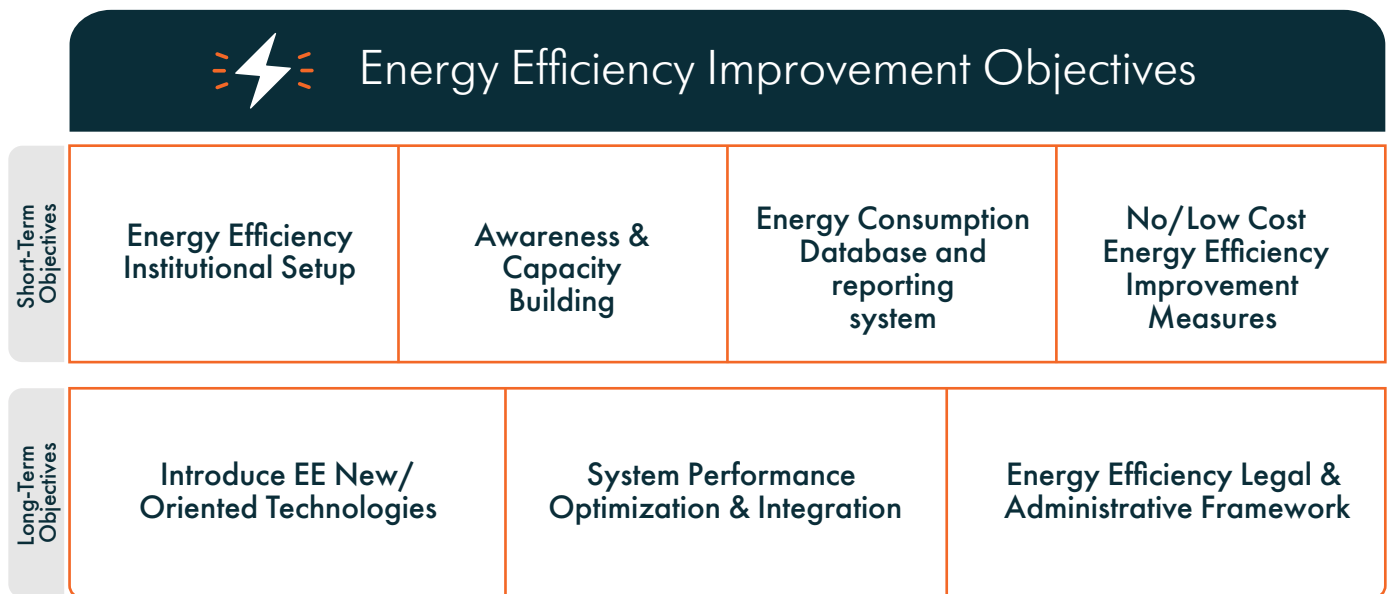 Energy Efficiency Improvement Objectives
Short-Term
Objectives
Energy Efficiency
Institutional Setup
Awareness &
Capacity
Building
Energy Consumption
Database and
reporting
system
No/Low Cost
Energy Efficiency
Improvement
Measures
Long-Term
Objectives
Introduce EE New/
Oriented Technologies
System Performance
Optimization & Integration
Energy Efficiency Legal &
Administrative Framework